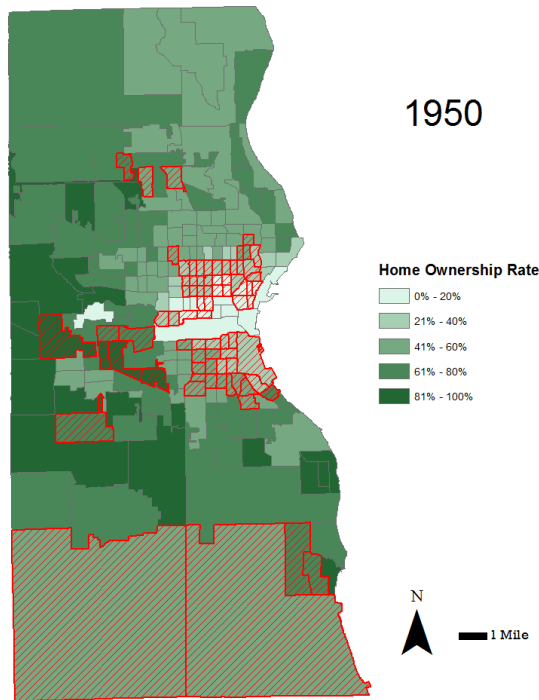 1950
Home Ownership Rate
0% - 20%
21% - 40%
41% - 60%
61% - 80%
81% - 100%
N
1 Mile